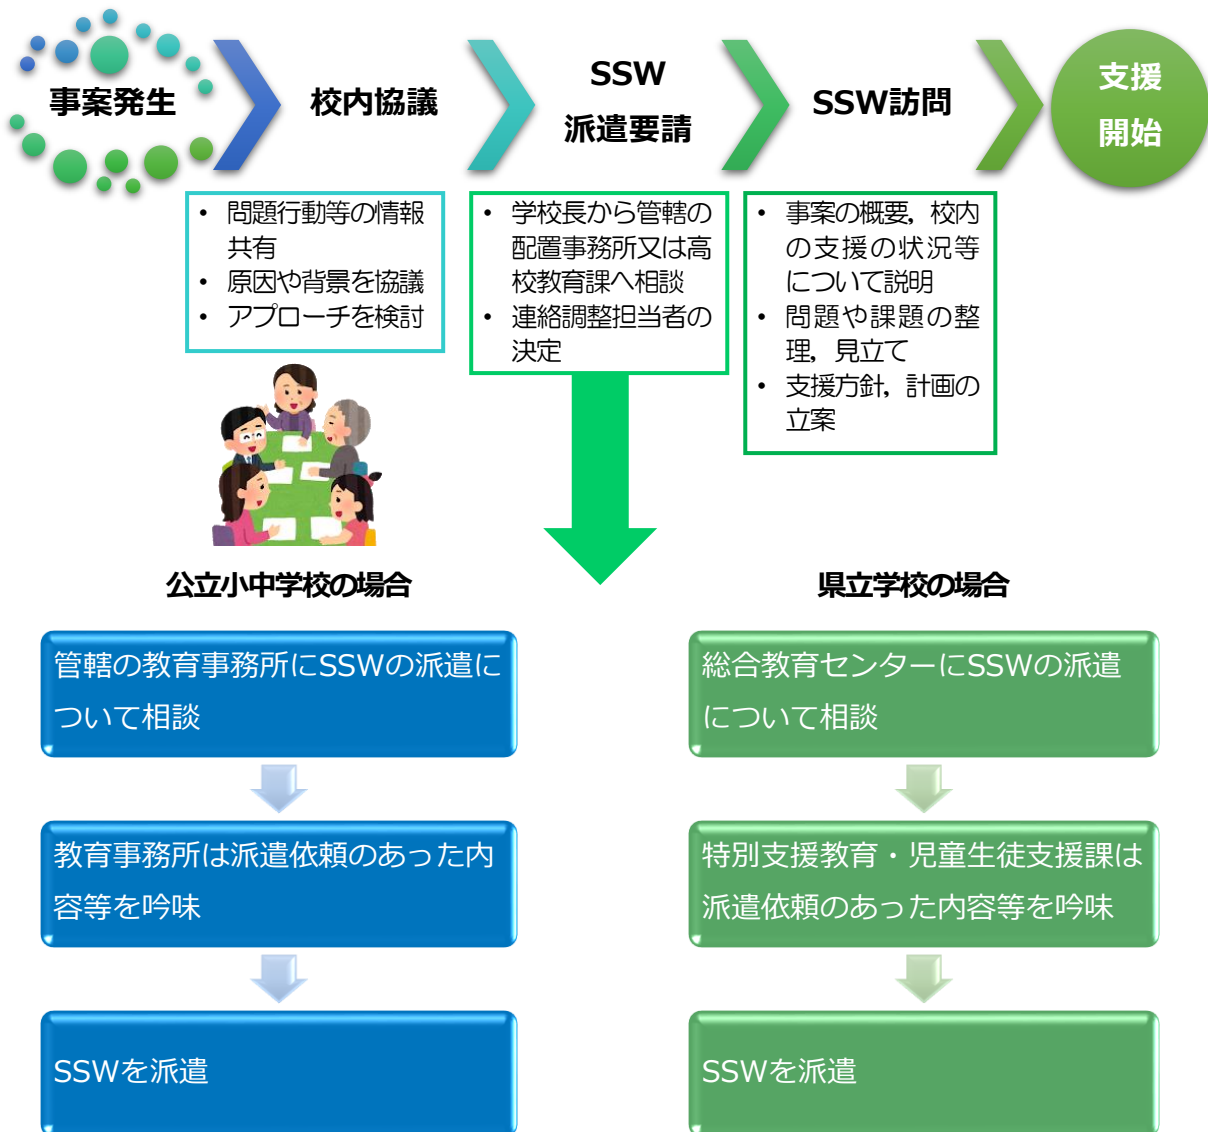 事案発生
校内協議
SSW
派遣要請
SSW訪問
支援
開始
• 問題行動等の情報
共有
• 原因や背景を協議
• アプローチを検討
• 学校長から管轄の
配置事務所又は高
校教育課へ相談
• 連絡調整担当者の
決定
• 事案の概要，校内
の支援の状況等
について説明
• 問題や課題の整
理，見立て
• 支援方針，計画の
立案
公立小中学校の場合
管轄の教育事務所にSSWの派遣に
ついて相談
教育事務所は派遣依頼のあった内
容等を吟味
SSWを派遣
県立学校の場合
総合教育センターにSSWの派遣
について相談
特別支援教育・児童生徒支援課は
派遣依頼のあった内容等を吟味
SSWを派遣